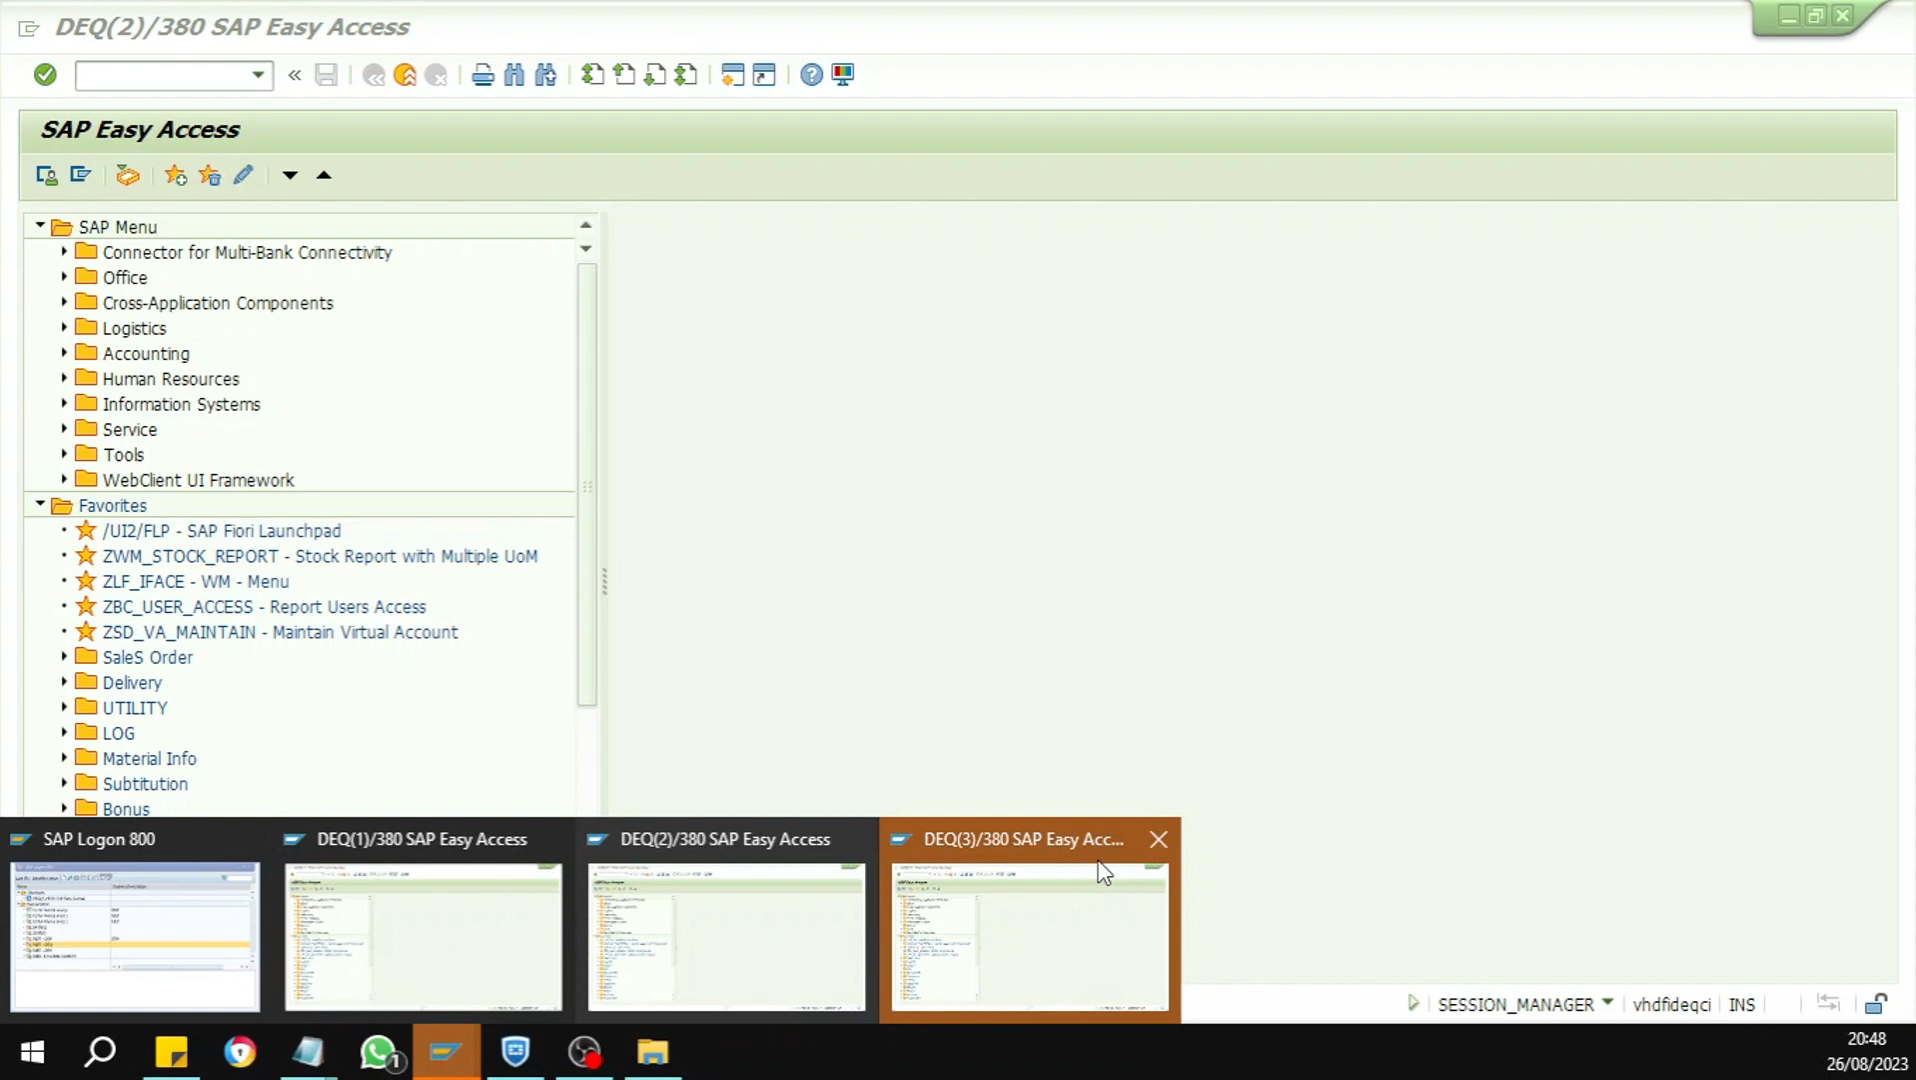 DEQ(2)/380 SAP Easy Access
SAP Easy Access
SAP Menu
Connector for Multi-Bank Connectivity
Office
Cross-Application Components
Logistics
Accounting
Human Resources
Information Systems
Service
Tools
WebClient UI Framework
Favorites
/UI2/FLP - SAP Fiori Launchpad
ZWM_STOCK_REPORT - Stock Report with Multiple UoM
ZLF_IFACE - WM - Menu
ZBC_USER_ACCESS - Report Users Access
ZSD_VA_MAINTAIN - Maintain Virtual Account
SaleS Order
Delivery
UTILITY
LOG
Material Info
Subtitution
Bonus
SAP Logon 800
DEQ(1)/380 SAP Easy Access
DEQ(2)/380 SAP Easy Access
DEQ(3)/380 SAP Easy Acc...
SESSION_MANAGER vhdfideqci INS
1
20:48
26/08/2023